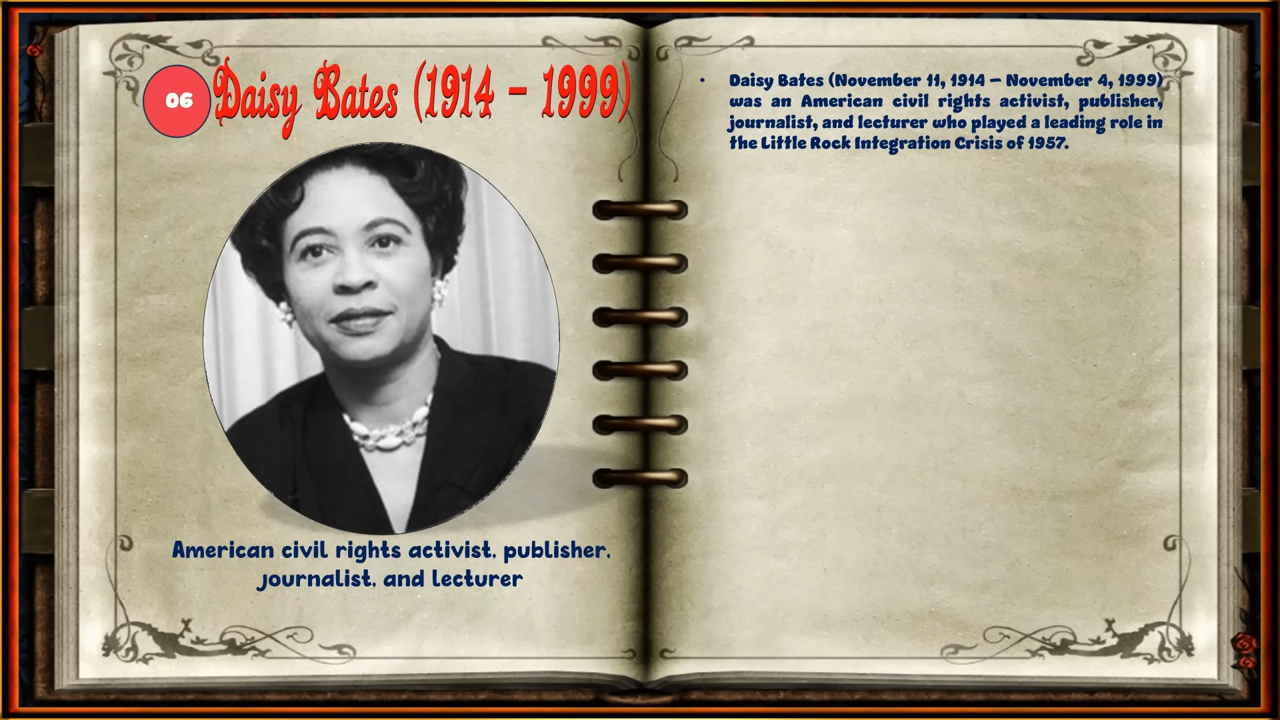 06
Daisy Bates (1914 – 1999)
American civil rights activist, publisher,
journalist, and lecturer
• Daisy Bates (November 11, 1914 – November 4, 1999)
was an American civil rights activist, publisher,
journalist, and lecturer who played a leading role in
the Little Rock Integration Crisis of 1957.